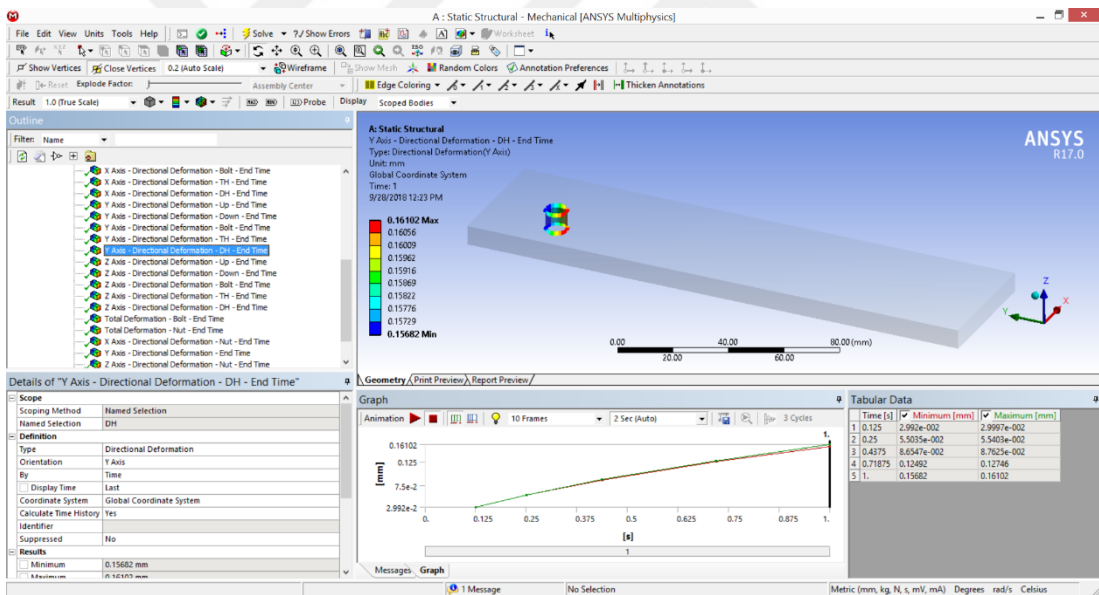 A : Static Structural - Mechanical [ANSYS Multiphysics]
File Edit View Units Tools Help Solve ?/ Show Errors Worksheet
Show Vertices Close Vertices 0.2 (Auto Scale) Wireframe Show Mesh Random Colors Annotation Preferences
Reset Explode Factor: Assembly Center Edge Coloring Thicken Annotations
Result 1.0 (True Scale) Probe Display Scoped Bodies
Outline
Filter: Name
X Axis - Directional Deformation - Bolt - End Time
X Axis - Directional Deformation - TH - End Time
X Axis - Directional Deformation - DH - End Time
Y Axis - Directional Deformation - Up - End Time
Y Axis - Directional Deformation - Down - End Time
Y Axis - Directional Deformation - Bolt - End Time
Y Axis - Directional Deformation - TH - End Time
Y Axis - Directional Deformation - DH - End Time
Z Axis - Directional Deformation - Up - End Time
Z Axis - Directional Deformation - Down - End Time
Z Axis - Directional Deformation - Bolt - End Time
Z Axis - Directional Deformation - TH - End Time
Z Axis - Directional Deformation - DH - End Time
Total Deformation - Bolt - End Time
Total Deformation - Nut - End Time
X Axis - Directional Deformation - Nut - End Time
Y Axis - Directional Deformation - End Time
Z Axis - Directional Deformation - Nut - End Time
A: Static Structural
Y Axis - Directional Deformation - DH - End Time
Type: Directional Deformation(Y Axis)
Unit: mm
Global Coordinate System
Time: 1
9/28/2018 12:23 PM
0.16102 Max
0.16056
0.16009
0.15962
0.15916
0.15869
0.15822
0.15776
0.15729
0.15682 Min
ANSYS
R17.0
Z
X
Y
0.00 40.00 80.00 (mm)
20.00 60.00
Geometry Print Preview Report Preview
Details of "Y Axis - Directional Deformation - DH - End Time"
Scope
Scoping Method Named Selection
Named Selection DH
Definition
Type Directional Deformation
Orientation Y Axis
By Time
Display Time Last
Coordinate System Global Coordinate System
Calculate Time History Yes
Identifier
Suppressed No
Results
Minimum 0.15682 mm
Maximum 0.16102 mm
Graph
Animation 10 Frames 2 Sec (Auto) 3 Cycles
1.
0.16102
0.125
7.5e-2
2.992e-2
[mm]
0. 0.125 0.25 0.375 0.5 0.625 0.75 0.875 1.
[s]
1
Messages Graph
Tabular Data
Time [s] Minimum [mm] Maximum [mm]
1 0.125 2.992e-002 2.9997e-002
2 0.25 5.5035e-002 5.5403e-002
3 0.4375 8.6547e-002 8.7625e-002
4 0.71875 0.12492 0.12746
5 1. 0.15682 0.16102
1 Message No Selection Metric (mm, kg, N, s, mV, mA) Degrees rad/s Celsius